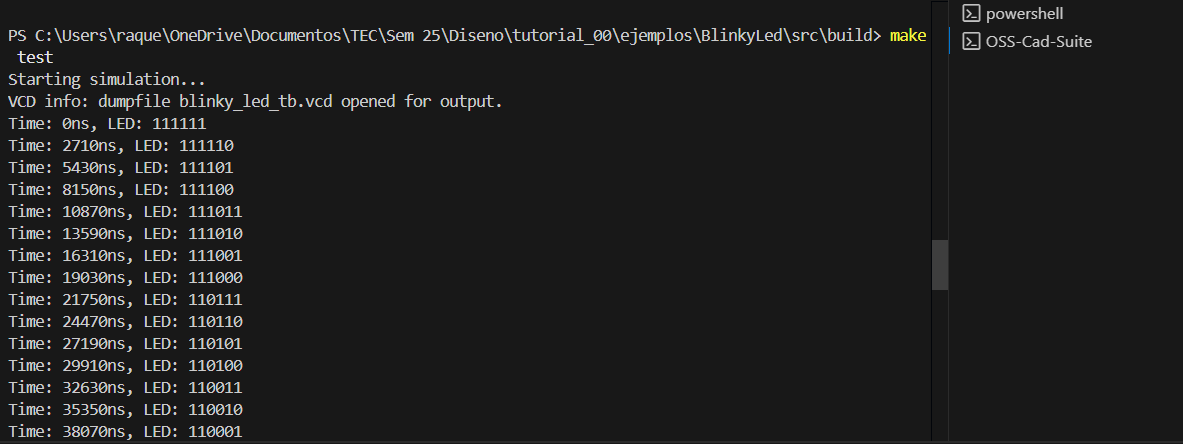 PS C:\Users\raque\OneDrive\Documentos\TEC\Sem 25\Diseno\tutorial_00\ejemplos\BlinkyLed\src\build> make
test
Starting simulation...
VCD info: dumpfile blinky_led_tb.vcd opened for output.
Time: 0ns, LED: 111111
Time: 2710ns, LED: 111110
Time: 5430ns, LED: 111101
Time: 8150ns, LED: 111100
Time: 10870ns, LED: 111011
Time: 13590ns, LED: 111010
Time: 16310ns, LED: 111001
Time: 19030ns, LED: 111000
Time: 21750ns, LED: 110111
Time: 24470ns, LED: 110110
Time: 27190ns, LED: 110101
Time: 29910ns, LED: 110100
Time: 32630ns, LED: 110011
Time: 35350ns, LED: 110010
Time: 38070ns, LED: 110001
powershell
OSS-Cad-Suite